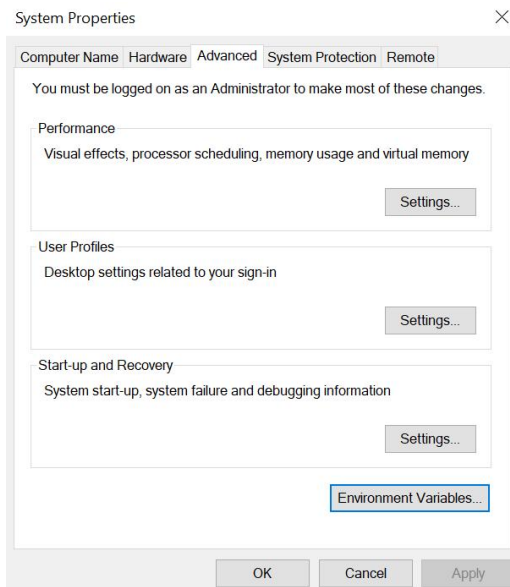 System Properties
Computer Name Hardware Advanced System Protection Remote
You must be logged on as an Administrator to make most of these changes.
Performance
Visual effects, processor scheduling, memory usage and virtual memory
Settings...
User Profiles
Desktop settings related to your sign-in
Settings...
Start-up and Recovery
System start-up, system failure and debugging information
Settings...
Environment Variables...
OK Cancel Apply